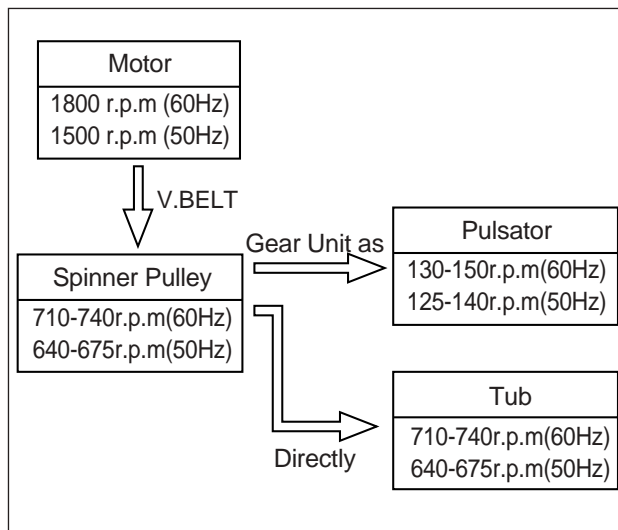 Motor
1800 r.p.m (60Hz)
1500 r.p.m (50Hz)
V.BELT
Spinner Pulley
710-740r.p.m(60Hz)
640-675r.p.m(50Hz)
Gear Unit as
Pulsator
130-150r.p.m(60Hz)
125-140r.p.m(50Hz)
Directly
Tub
710-740r.p.m(60Hz)
640-675r.p.m(50Hz)